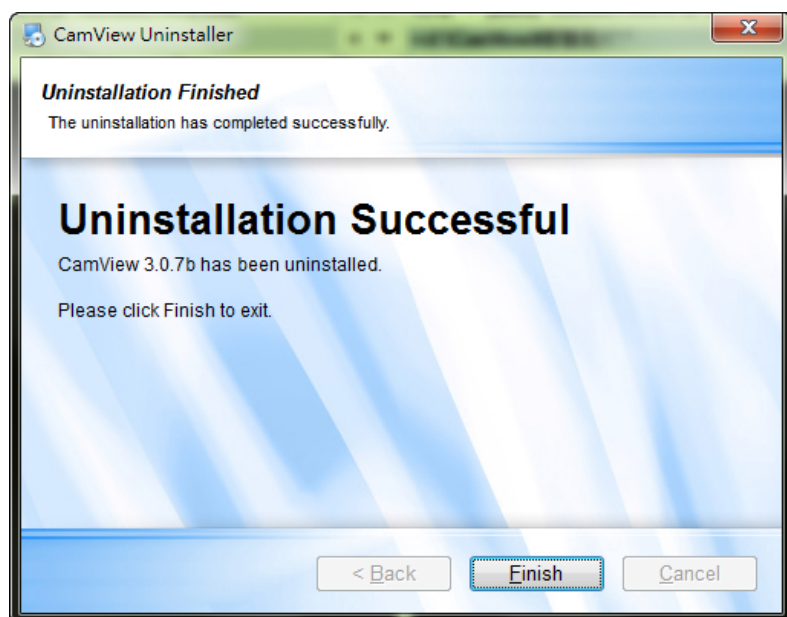 CamView Uninstaller
Uninstallation Finished
The uninstallation has completed successfully.
Uninstallation Successful
CamView 3.0.7b has been uninstalled.
Please click Finish to exit.
< Back Finish Cancel